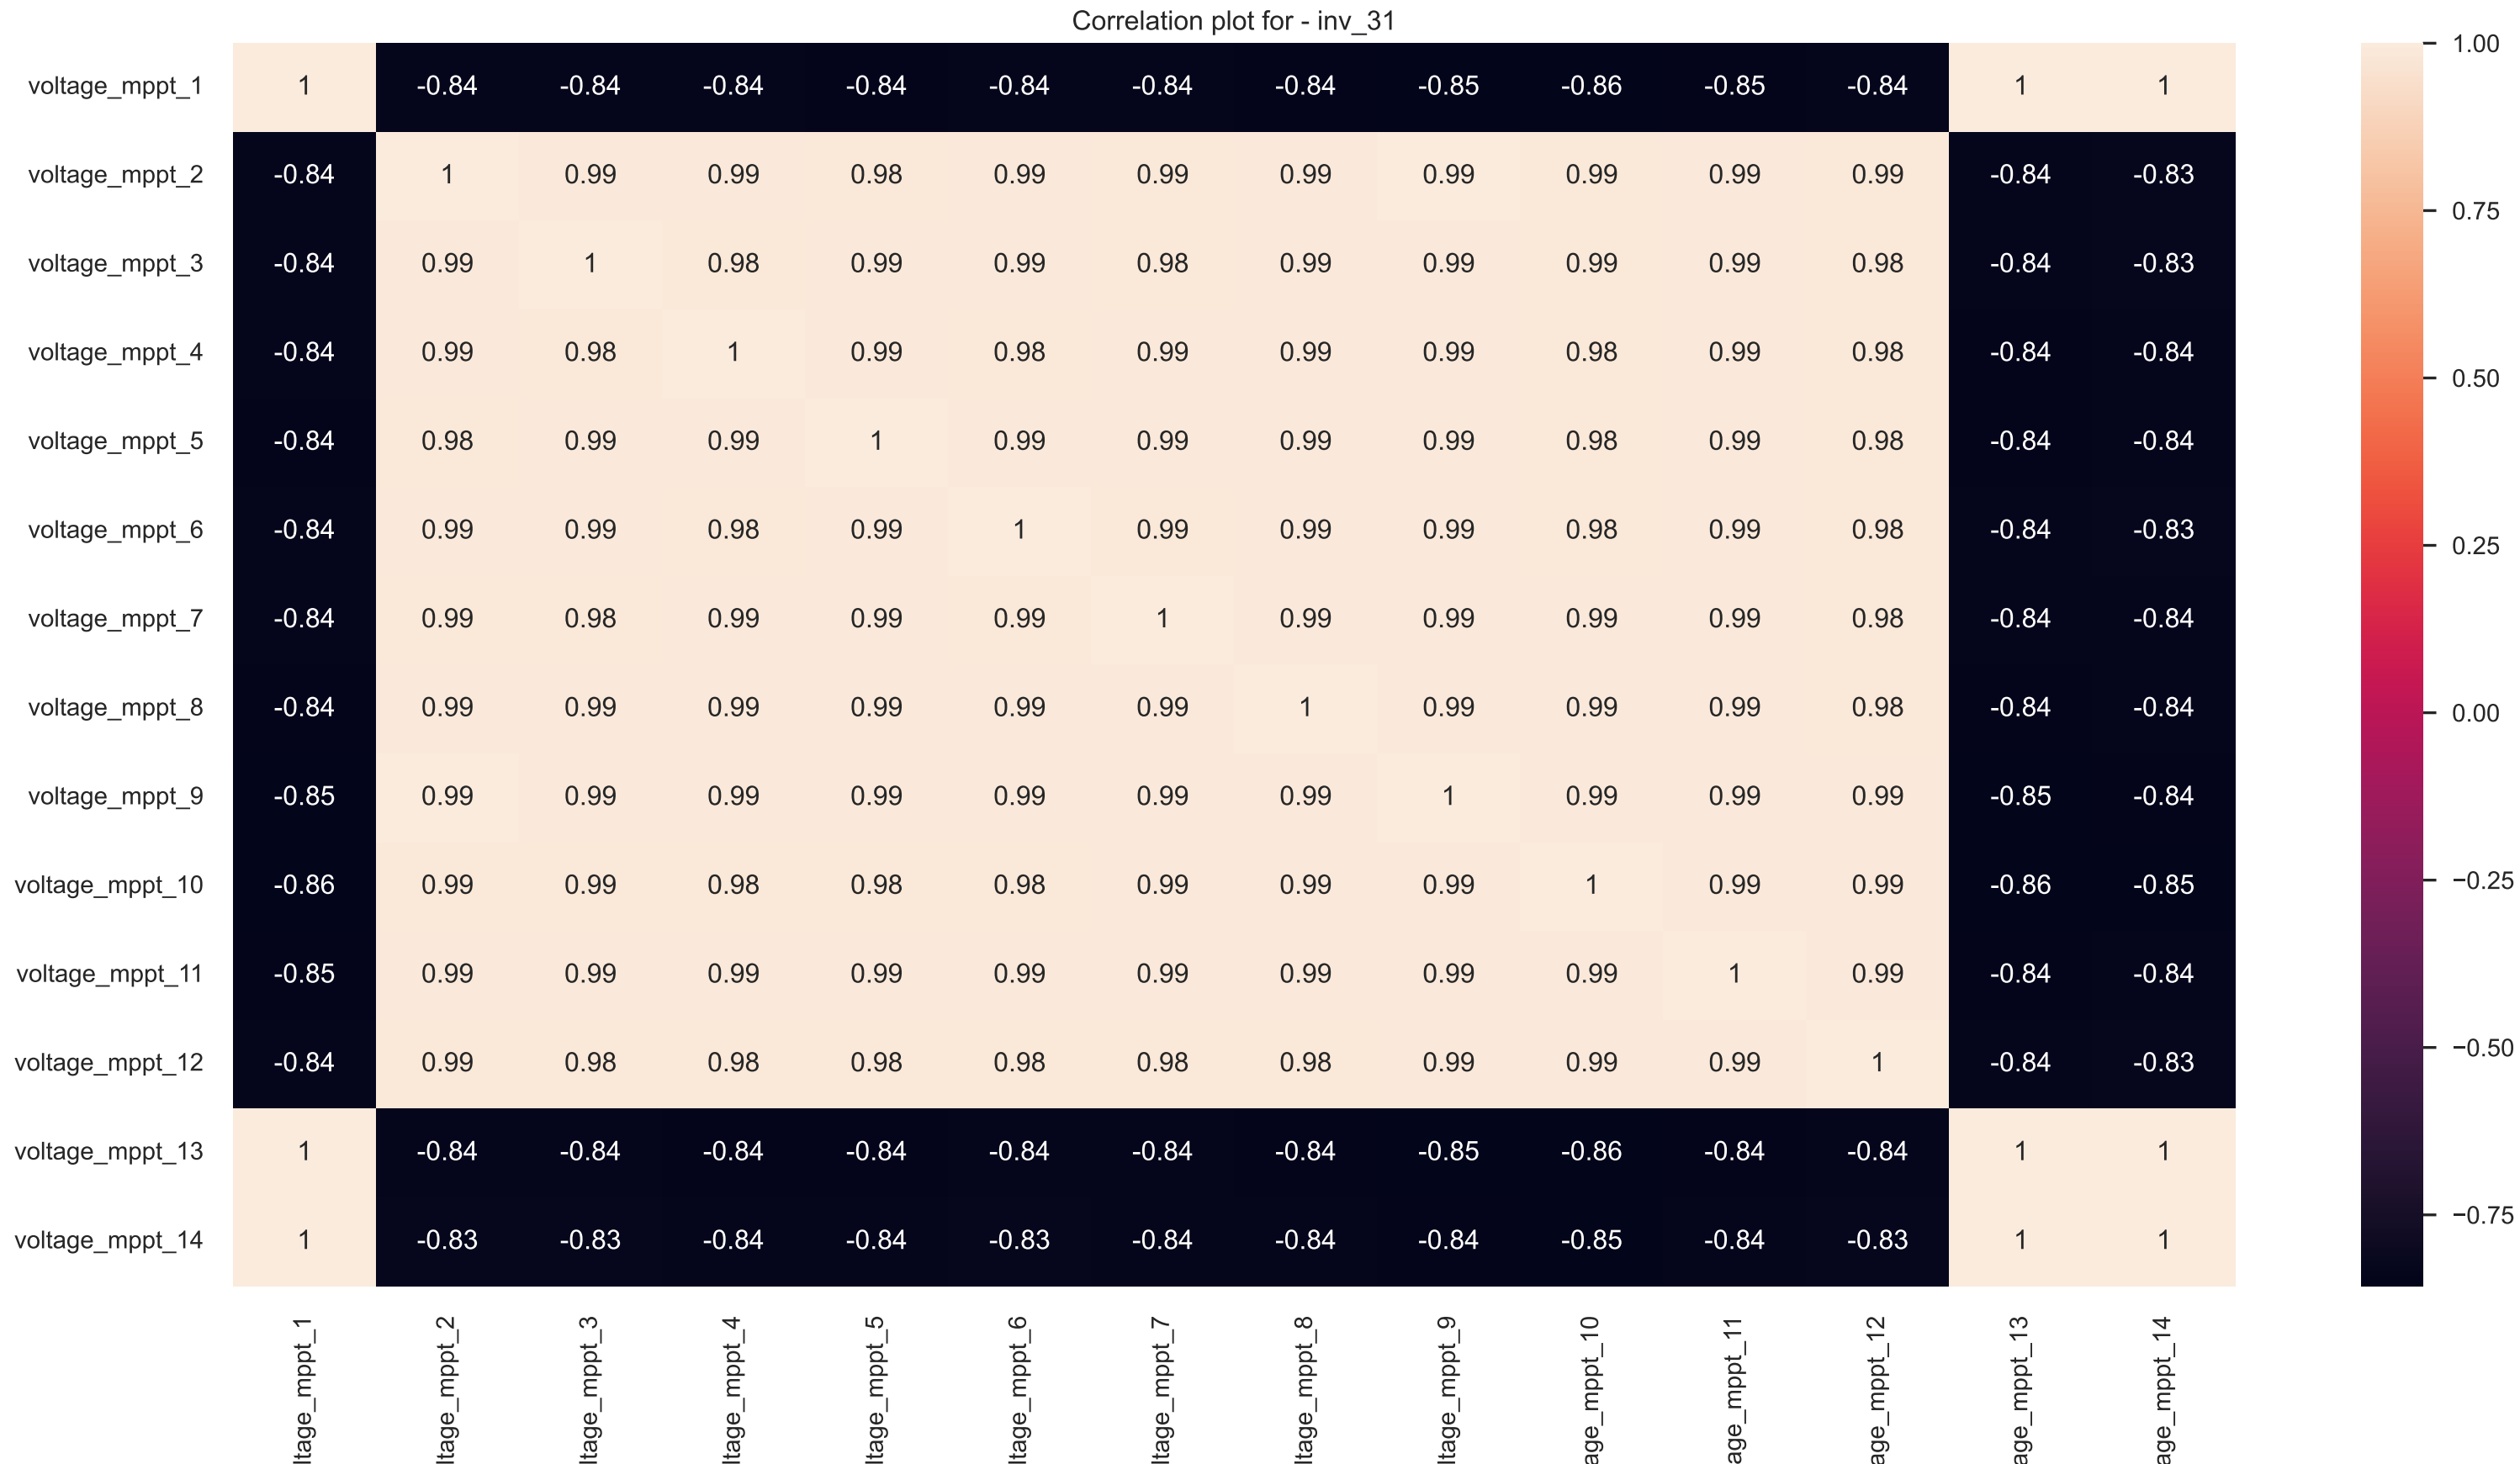 Correlation plot for - inv_31
voltage_mppt_1 1 -0.84 -0.84 -0.84 -0.84 -0.84 -0.84 -0.84 -0.85 -0.86 -0.85 -0.84 1 1
voltage_mppt_2 -0.84 1 0.99 0.99 0.98 0.99 0.99 0.99 0.99 0.99 0.99 0.99 -0.84 -0.83
voltage_mppt_3 -0.84 0.99 1 0.98 0.99 0.99 0.98 0.99 0.99 0.99 0.99 0.98 -0.84 -0.83
voltage_mppt_4 -0.84 0.99 0.98 1 0.99 0.98 0.99 0.99 0.99 0.98 0.99 0.98 -0.84 -0.84
voltage_mppt_5 -0.84 0.98 0.99 0.99 1 0.99 0.99 0.99 0.99 0.98 0.99 0.98 -0.84 -0.84
voltage_mppt_6 -0.84 0.99 0.99 0.98 0.99 1 0.99 0.99 0.99 0.98 0.99 0.98 -0.84 -0.83
voltage_mppt_7 -0.84 0.99 0.98 0.99 0.99 0.99 1 0.99 0.99 0.99 0.99 0.98 -0.84 -0.84
voltage_mppt_8 -0.84 0.99 0.99 0.99 0.99 0.99 0.99 1 0.99 0.99 0.99 0.98 -0.84 -0.84
voltage_mppt_9 -0.85 0.99 0.99 0.99 0.99 0.99 0.99 0.99 1 0.99 0.99 0.99 -0.85 -0.84
voltage_mppt_10 -0.86 0.99 0.99 0.98 0.98 0.98 0.99 0.99 0.99 1 0.99 0.99 -0.86 -0.85
voltage_mppt_11 -0.85 0.99 0.99 0.99 0.99 0.99 0.99 0.99 0.99 0.99 1 0.99 -0.84 -0.84
voltage_mppt_12 -0.84 0.99 0.98 0.98 0.98 0.98 0.98 0.98 0.99 0.99 0.99 1 -0.84 -0.83
voltage_mppt_13 1 -0.84 -0.84 -0.84 -0.84 -0.84 -0.84 -0.84 -0.85 -0.86 -0.84 -0.84 1 1
voltage_mppt_14 1 -0.83 -0.83 -0.84 -0.84 -0.83 -0.84 -0.84 -0.84 -0.85 -0.84 -0.83 1 1
ltage_mppt_1
ltage_mppt_2
ltage_mppt_3
ltage_mppt_4
ltage_mppt_5
ltage_mppt_6
ltage_mppt_7
ltage_mppt_8
ltage_mppt_9
age_mppt_10
age_mppt_11
age_mppt_12
age_mppt_13
age_mppt_14
1.00
0.75
0.50
0.25
0.00
−0.25
−0.50
−0.75